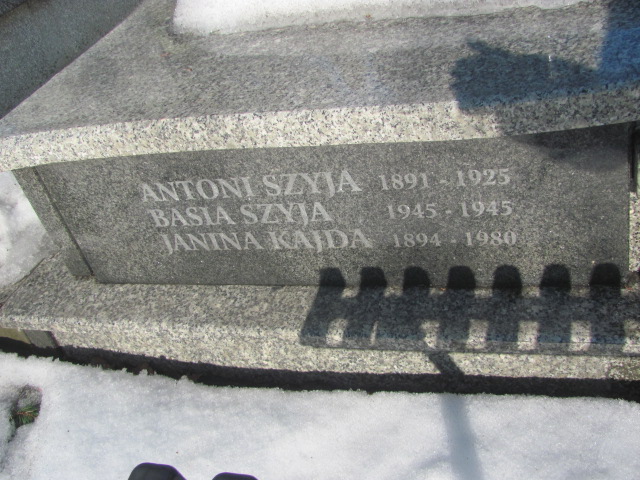 ANTONI SZYJA 1891 - 1925
BASIA SZYJA 1945 - 1945
JANINA KAJDA 1894 - 1980